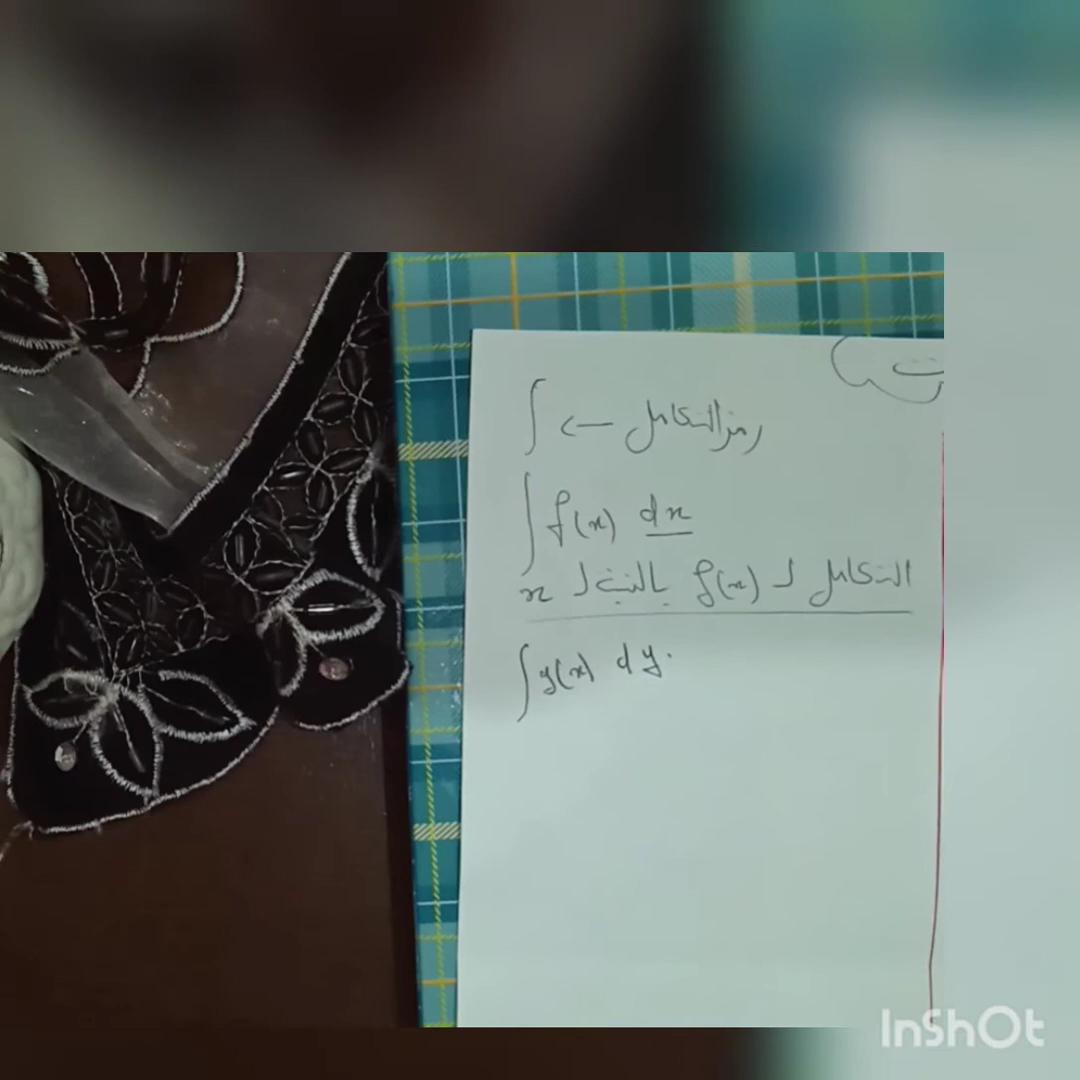 ∫ ← رمز التكامل
∫ f(x) dx
التكامل لـ f(x) بالنسبة لـ x
∫ y(x) dy.
InShOt